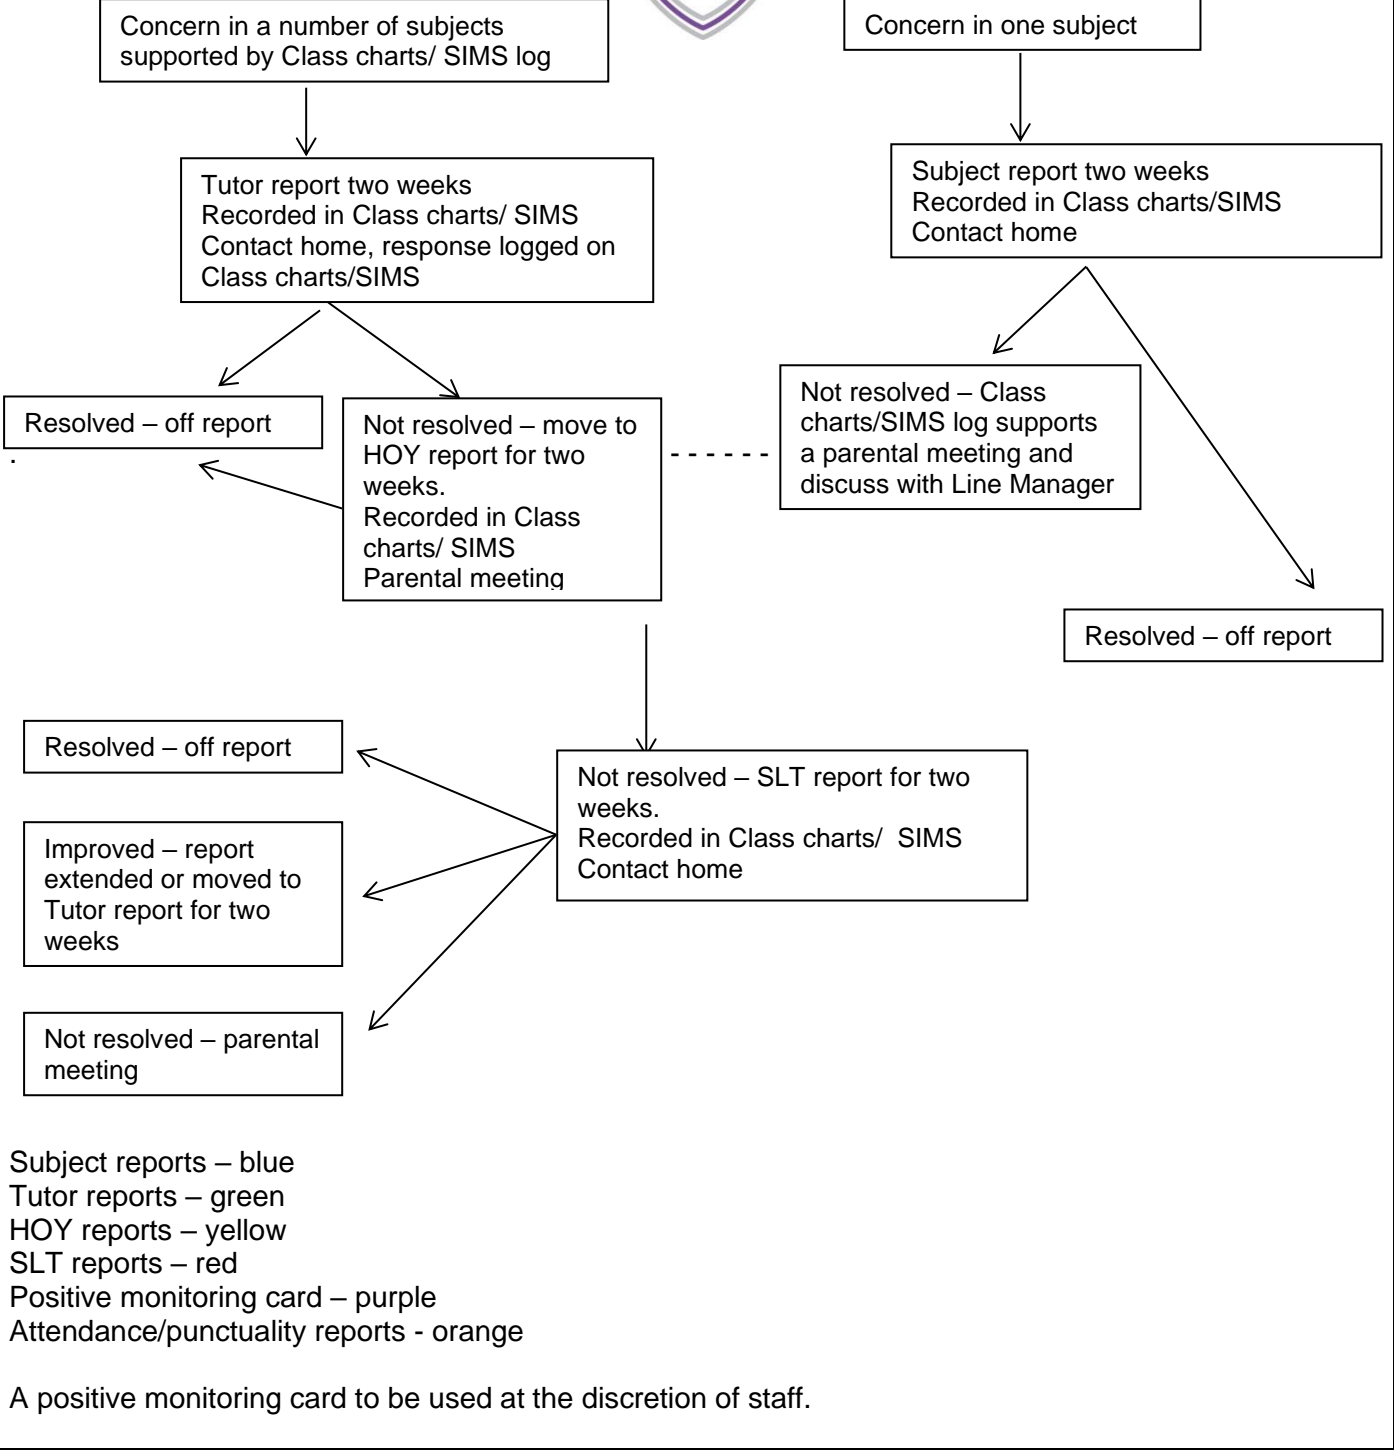 Concern in a number of subjects
supported by Class charts/ SIMS log
Concern in one subject
Tutor report two weeks
Recorded in Class charts/ SIMS
Contact home, response logged on
Class charts/SIMS
Subject report two weeks
Recorded in Class charts/SIMS
Contact home
Resolved – off report
.
Not resolved – move to
HOY report for two
weeks.
Recorded in Class
charts/ SIMS
Parental meeting
Not resolved – Class
charts/SIMS log supports
a parental meeting and
discuss with Line Manager
Resolved – off report
Resolved – off report
Not resolved – SLT report for two
weeks.
Recorded in Class charts/  SIMS
Contact home
Improved – report
extended or moved to
Tutor report for two
weeks
Not resolved – parental
meeting
Subject reports – blue
Tutor reports – green
HOY reports – yellow
SLT reports – red
Positive monitoring card – purple
Attendance/punctuality reports - orange
A positive monitoring card to be used at the discretion of staff.